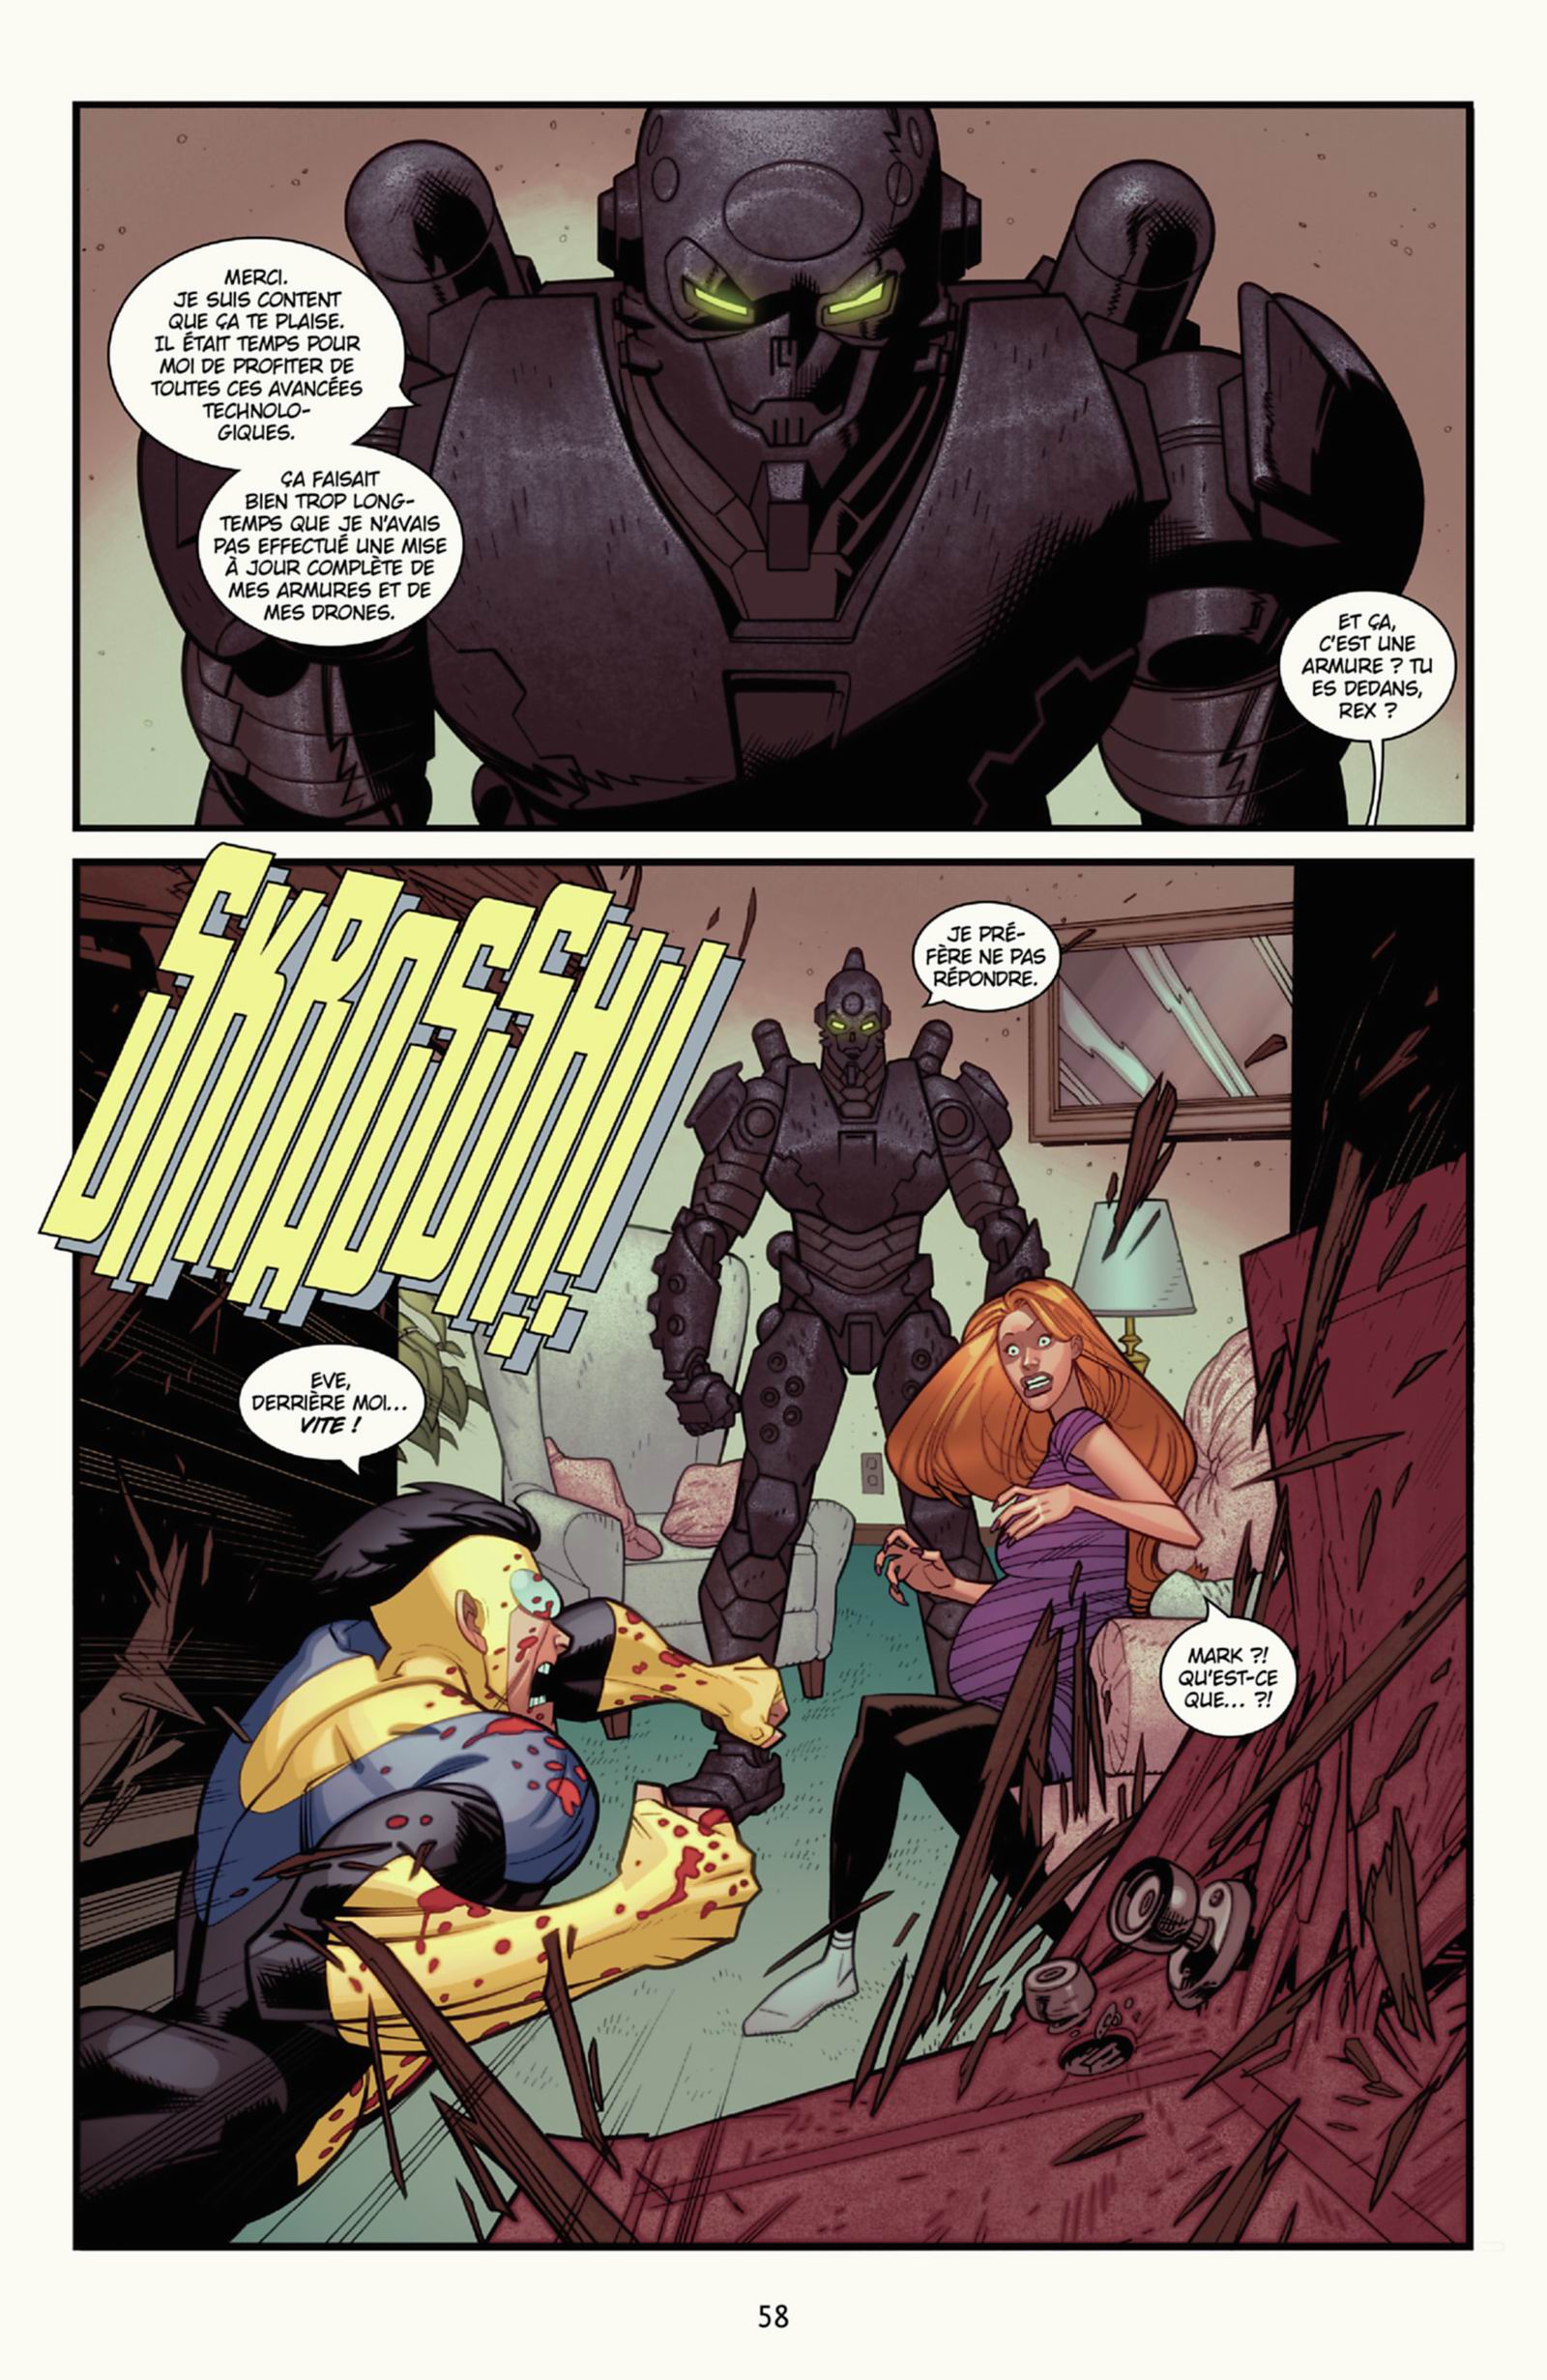 MERCI.
JE SUIS CONTENT
QUE ÇA TE PLAISE.
IL ÉTAIT TEMPS POUR
MOI DE PROFITER DE
TOUTES CES AVANCÉES
TECHNOLO-
GIQUES.
ÇA FAISAIT
BIEN TROP LONG-
TEMPS QUE JE N'AVAIS
PAS EFFECTUÉ UNE MISE
À JOUR COMPLÈTE DE
MES ARMURES ET DE
MES DRONES.
ET ÇA,
C'EST UNE
ARMURE ? TU
ES DEDANS,
REX ?
JE PRÉ-
FÈRE NE PAS
RÉPONDRE.
EVE,
DERRIÈRE MOI...
VITE !
MARK ?!
QU'EST-CE
QUE... ?!
58